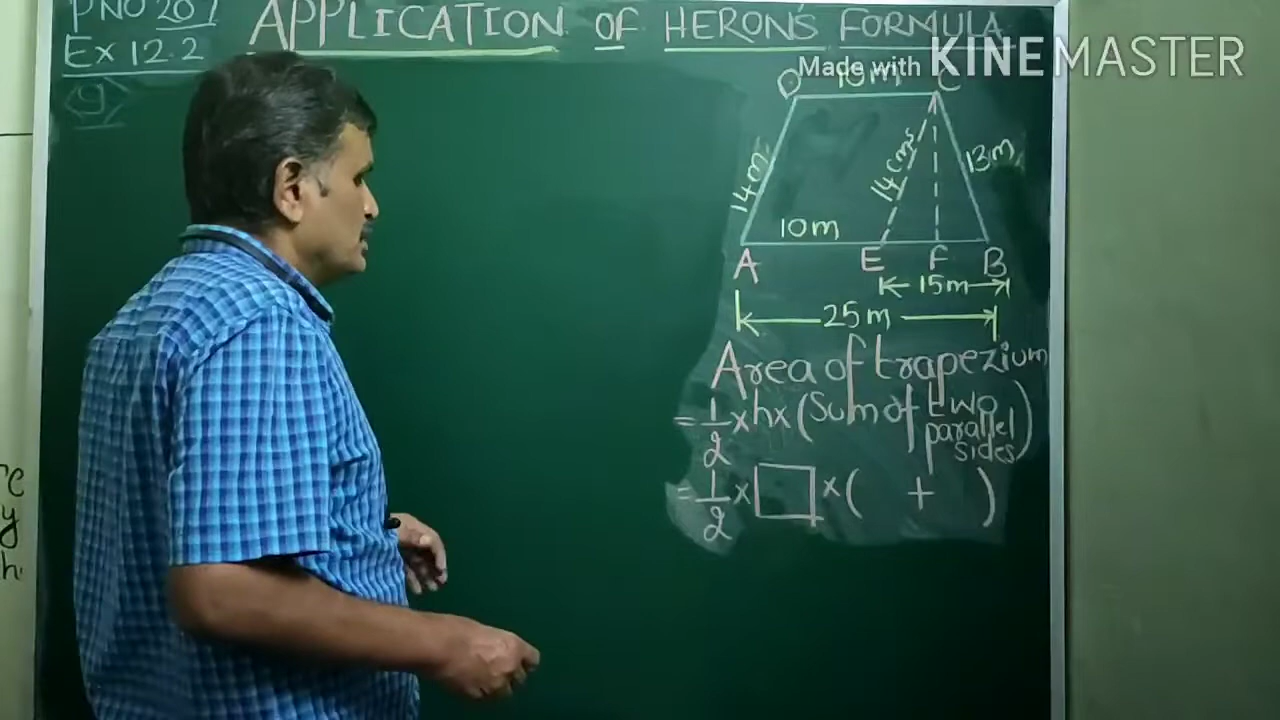 PNO 207
APPLICATION OF HERON'S FORMULA
Ex 12.2
9
Made with KINEMASTER
D 10m C
14m
14cms
13m
10m
A E F B
15m
25m
Area of trapezium
= 1/2 × h × (Sum of two parallel sides)
= 1/2 × □ × ( + )